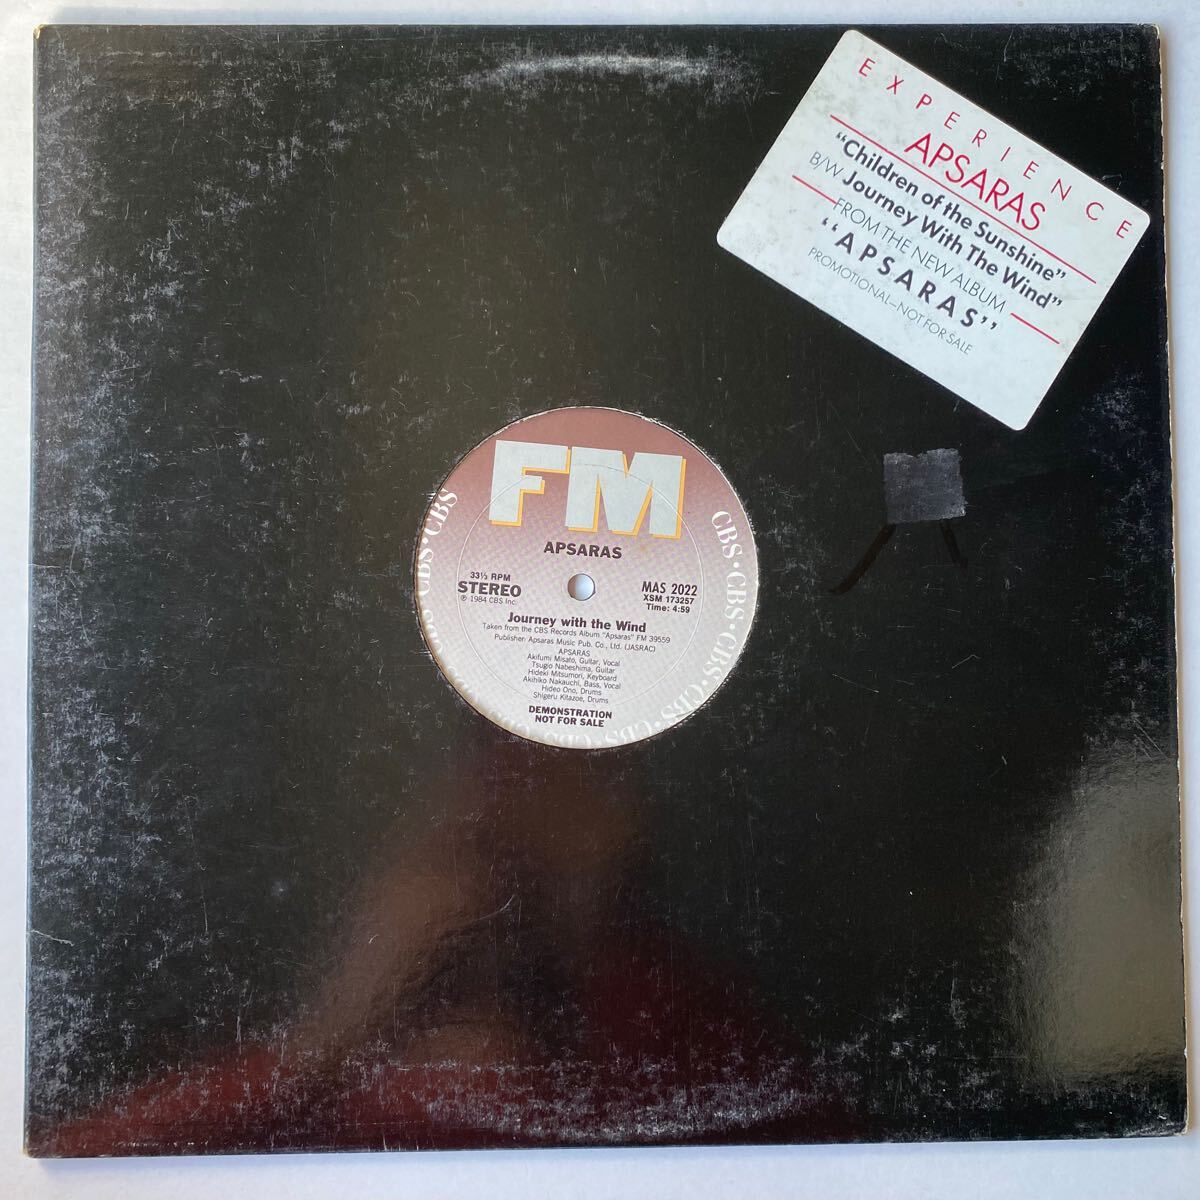 EXPERIENCE
APSARAS
"Children of the Sunshine"
B/W Journey With The Wind"
FROM THE NEW ALBUM
"APSARAS"
PROMOTIONAL—NOT FOR SALE
FM
APSARAS
33⅓ RPM
STEREO
℗ 1984 CBS Inc.
MAS 2022
XSM 173257
Time: 4:59
Journey with the Wind
Taken from the CBS Records Album "Apsaras" FM 39559
Publisher: Apsaras Music Pub. Co., Ltd. (JASRAC)
APSARAS
Akifumi Misato, Guitar, Vocal
Tsugio Nabeshima, Guitar
Hideki Mitsumori, Keyboard
Akihiko Nakauchi, Bass, Vocal
Hideo Ono, Drums
Shigeru Kitazoe, Drums
DEMONSTRATION
NOT FOR SALE
CBS • CBS • CBS • CBS • CBS • CBS • CBS • CBS • CBS • CBS